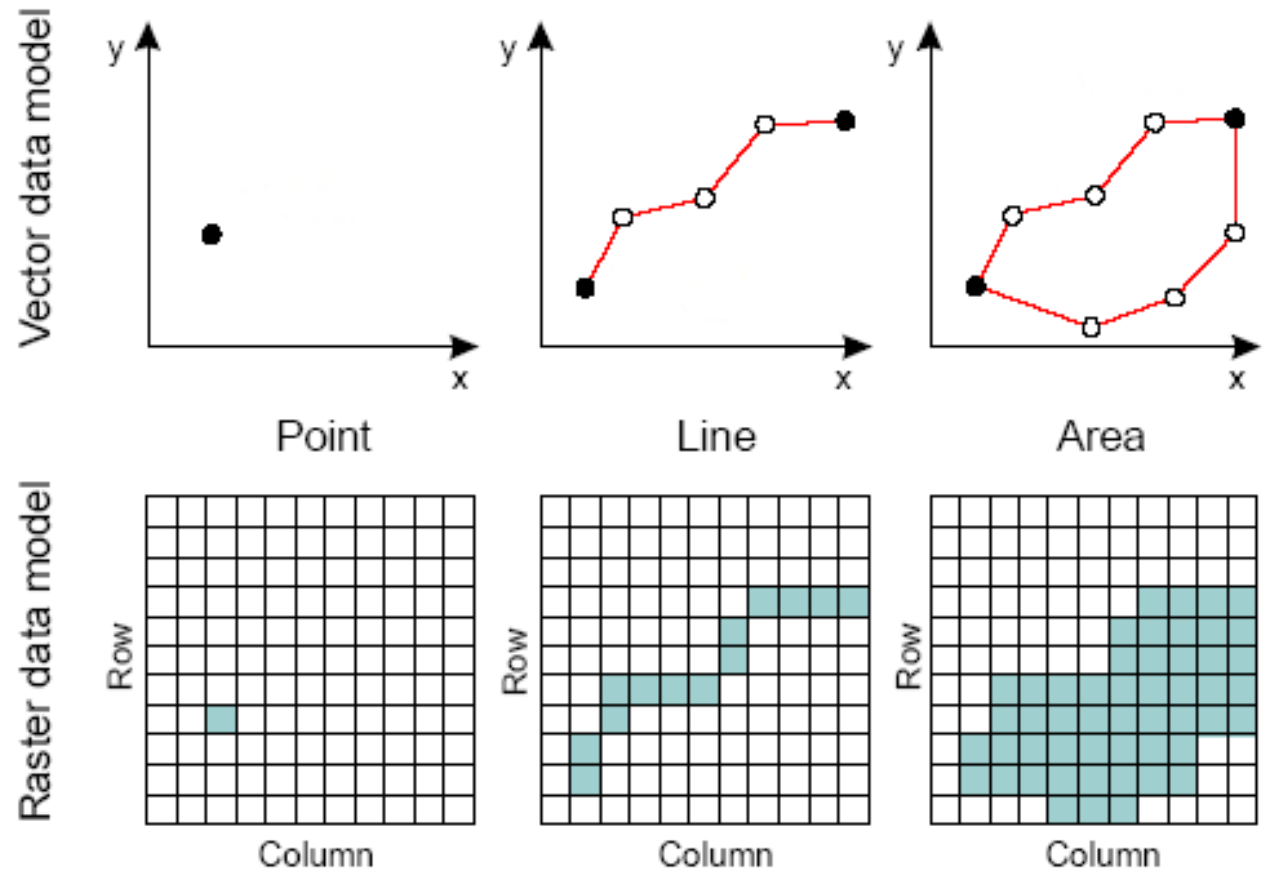 Vector data model
y
x
y
x
y
x
Point
Line
Area
Raster data model
Row
Column
Row
Column
Row
Column